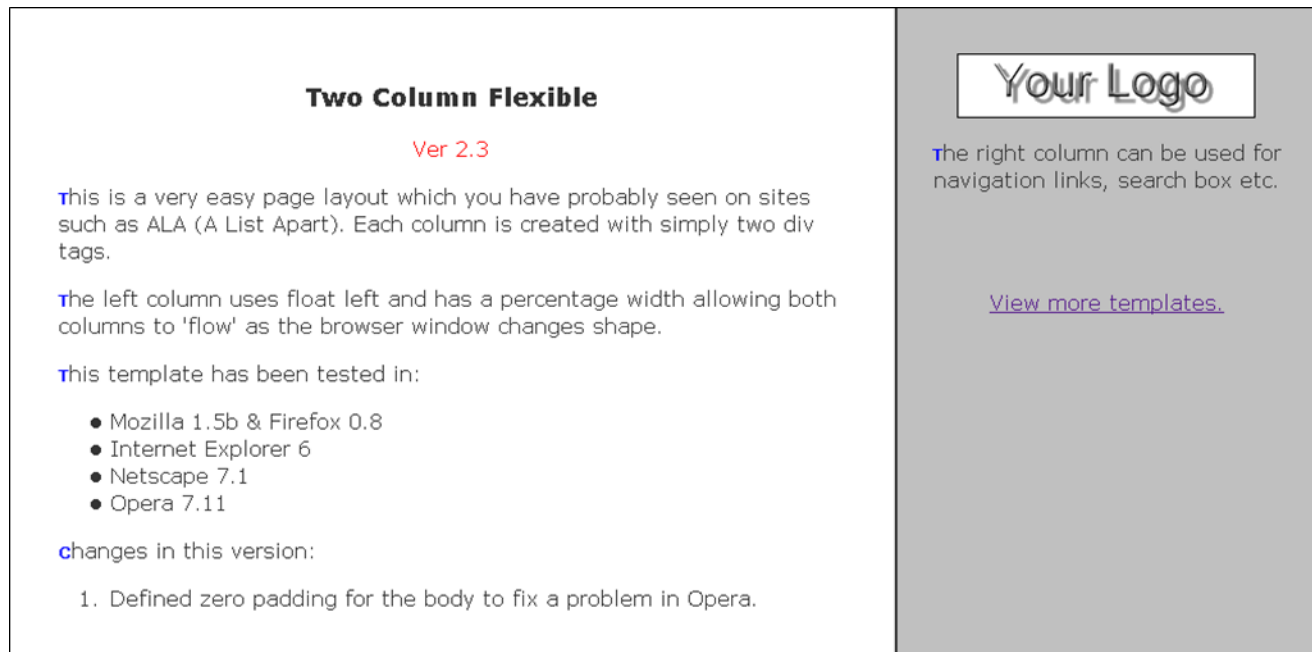 Two Column Flexible
Ver 2.3
This is a very easy page layout which you have probably seen on sites
such as ALA (A List Apart). Each column is created with simply two div
tags.
The left column uses float left and has a percentage width allowing both
columns to 'flow' as the browser window changes shape.
This template has been tested in:
● Mozilla 1.5b & Firefox 0.8
● Internet Explorer 6
● Netscape 7.1
● Opera 7.11
Changes in this version:
1. Defined zero padding for the body to fix a problem in Opera.
Your Logo
The right column can be used for
navigation links, search box etc.
View more templates.